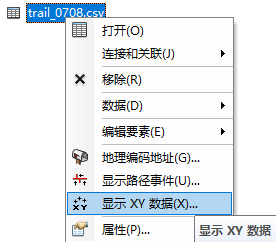 trail_0708.csv
打开(O)
连接和关联(J)
移除(R)
数据(D)
编辑要素(E)
地理编码地址(G)...
显示路径事件(U)...
显示 XY 数据(X)...
显示 XY 数据
属性(P)...